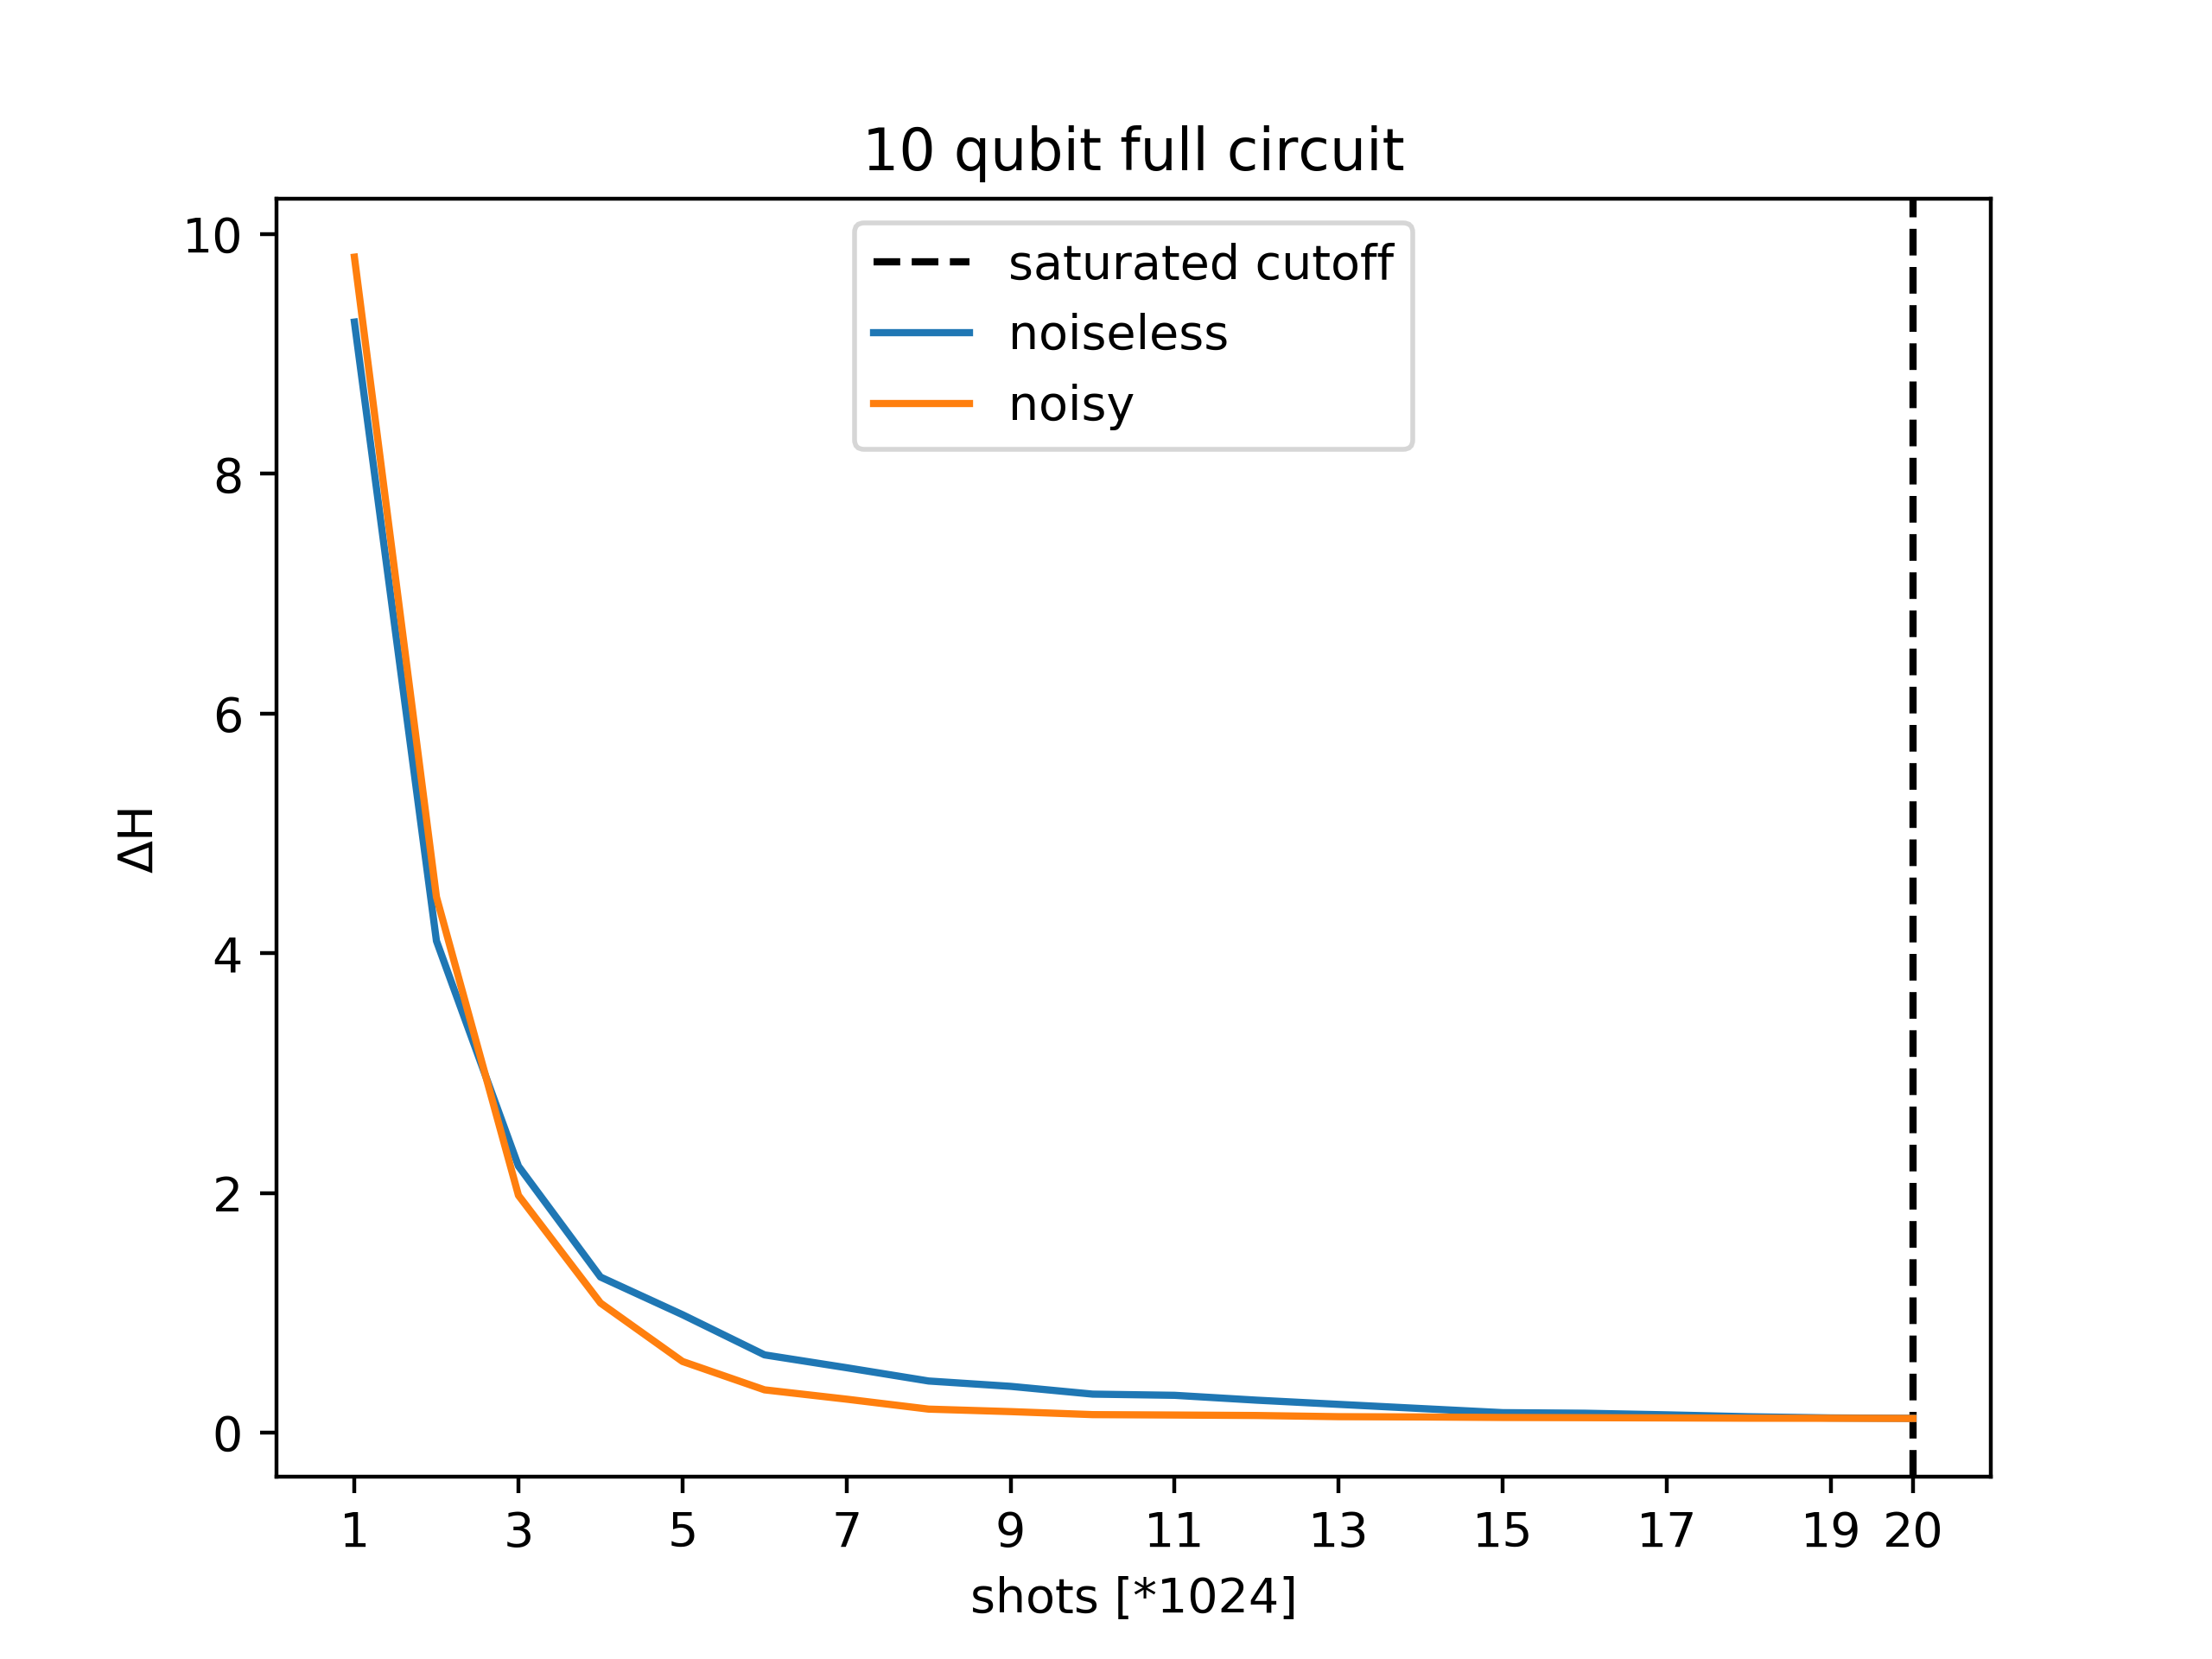 10 qubit full circuit
saturated cutoff
noiseless
noisy
10
8
6
4
2
0
ΔH
1 3 5 7 9 11 13 15 17 19 20
shots [*1024]